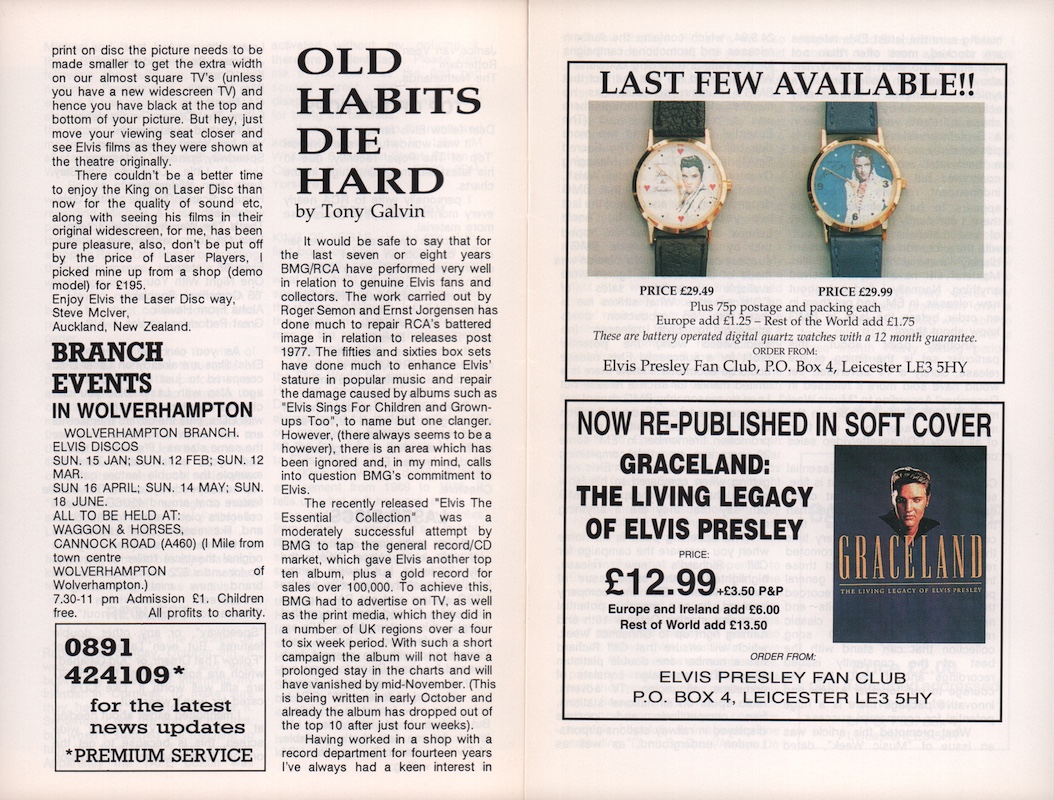 print on disc the picture needs to be
made smaller to get the extra width
on our almost square TV's (unless
you have a new widescreen TV) and
hence you have black at the top and
bottom of your picture. But hey, just
move your viewing seat closer and
see Elvis films as they were shown at
the theatre originally.
There couldn't be a better time
to enjoy the King on Laser Disc than
now for the quality of sound etc,
along with seeing his films in their
original widescreen, for me, has been
pure pleasure, also, don't be put off
by the price of Laser Players, I
picked mine up from a shop (demo
model) for £195.
Enjoy Elvis the Laser Disc way,
Steve McIver,
Auckland, New Zealand.
BRANCH
EVENTS
IN WOLVERHAMPTON
WOLVERHAMPTON BRANCH.
ELVIS DISCOS
SUN. 15 JAN; SUN. 12 FEB; SUN. 12
MAR.
SUN 16 APRIL; SUN. 14 MAY; SUN.
18 JUNE.
ALL TO BE HELD AT:
WAGGON & HORSES,
CANNOCK ROAD (A460) (I Mile from
town centre
WOLVERHAMPTON of
Wolverhampton.)
7.30-11 pm Admission £1. Children
free. All profits to charity.
0891
424109*
for the latest
news updates
*PREMIUM SERVICE
OLD
HABITS
DIE
HARD
by Tony Galvin
It would be safe to say that for
the last seven or eight years
BMG/RCA have performed very well
in relation to genuine Elvis fans and
collectors. The work carried out by
Roger Semon and Ernst Jorgensen has
done much to repair RCA's battered
image in relation to releases post
1977. The fifties and sixties box sets
have done much to enhance Elvis'
stature in popular music and repair
the damage caused by albums such as
"Elvis Sings For Children and Grown-
ups Too", to name but one clanger.
However, (there always seems to be a
however), there is an area which has
been ignored and, in my mind, calls
into question BMG's commitment to
Elvis.
The recently released "Elvis The
Essential Collection" was a
moderately successful attempt by
BMG to tap the general record/CD
market, which gave Elvis another top
ten album, plus a gold record for
sales over 100,000. To achieve this,
BMG had to advertise on TV, as well
as the print media, which they did in
a number of UK regions over a four
to six week period. With such a short
campaign the album will not have a
prolonged stay in the charts and will
have vanished by mid-November. (This
is being written in early October and
already the album has dropped out of
the top 10 after just four weeks).
Having worked in a shop with a
record department for fourteen years
I've always had a keen interest in
LAST FEW AVAILABLE!!
PRICE £29.49 PRICE £29.99
Plus 75p postage and packing each
Europe add £1.25 – Rest of the World add £1.75
These are battery operated digital quartz watches with a 12 month guarantee.
ORDER FROM:
Elvis Presley Fan Club, P.O. Box 4, Leicester LE3 5HY
NOW RE-PUBLISHED IN SOFT COVER
GRACELAND:
THE LIVING LEGACY
OF ELVIS PRESLEY
PRICE:
£12.99+£3.50 P&P
Europe and Ireland add £6.00
Rest of World add £13.50
GRACELAND
THE LIVING LEGACY OF ELVIS PRESLEY
ORDER FROM:
ELVIS PRESLEY FAN CLUB
P.O. BOX 4, LEICESTER LE3 5HY